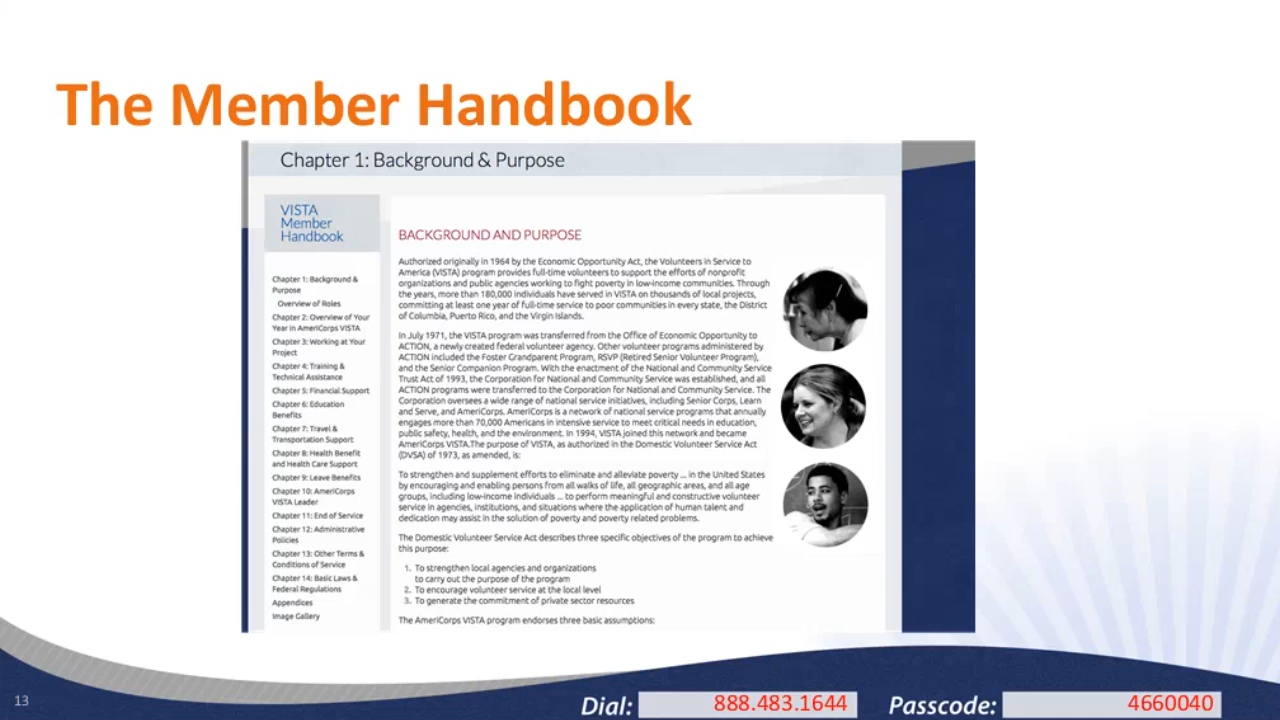 The Member Handbook
Chapter 1: Background & Purpose
VISTA
Member
Handbook
Chapter 1: Background &
Purpose
Overview of Roles
Chapter 2: Overview of Your
Year in AmeriCorps VISTA
Chapter 3: Working at Your
Project
Chapter 4: Training &
Technical Assistance
Chapter 5: Financial Support
Chapter 6: Education
Benefits
Chapter 7: Travel &
Transportation Support
Chapter 8: Health Benefit
and Health Care Support
Chapter 9: Leave Benefits
Chapter 10: AmeriCorps
VISTA Leader
Chapter 11: End of Service
Chapter 12: Administrative
Policies
Chapter 13: Other Terms &
Conditions of Service
Chapter 14: Basic Laws &
Federal Regulations
Appendices
Image Gallery
BACKGROUND AND PURPOSE
Authorized originally in 1964 by the Economic Opportunity Act, the Volunteers in Service to
America (VISTA) program provides full-time volunteers to support the efforts of nonprofit
organizations and public agencies working to fight poverty in low-income communities. Through
the years, more than 180,000 individuals have served in VISTA on thousands of local projects,
committing at least one year of full-time service to poor communities in every state, the District
of Columbia, Puerto Rico, and the Virgin Islands.
In July 1971, the VISTA program was transferred from the Office of Economic Opportunity to
ACTION, a newly created federal volunteer agency. Other volunteer programs administered by
ACTION included the Foster Grandparent Program, RSVP (Retired Senior Volunteer Program),
and the Senior Companion Program. With the enactment of the National and Community Service
Trust Act of 1993, the Corporation for National and Community Service was established, and all
ACTION programs were transferred to the Corporation for National and Community Service. The
Corporation oversees a wide range of national service initiatives, including Senior Corps, Learn
and Serve, and AmeriCorps. AmeriCorps is a network of national service programs that annually
engages more than 70,000 Americans in intensive service to meet critical needs in education,
public safety, health, and the environment. In 1994, VISTA joined this network and became
AmeriCorps VISTA.The purpose of VISTA, as authorized in the Domestic Volunteer Service Act
(DVSA) of 1973, as amended, is:
To strengthen and supplement efforts to eliminate and alleviate poverty ... in the United States
by encouraging and enabling persons from all walks of life, all geographic areas, and all age
groups, including low-income individuals ... to perform meaningful and constructive volunteer
service in agencies, institutions, and situations where the application of human talent and
dedication may assist in the solution of poverty and poverty related problems.
The Domestic Volunteer Service Act describes three specific objectives of the program to achieve
this purpose:
1. To strengthen local agencies and organizations
to carry out the purpose of the program
2. To encourage volunteer service at the local level
3. To generate the commitment of private sector resources
The AmeriCorps VISTA program endorses three basic assumptions:
13
Dial: 888.483.1644 Passcode: 4660040